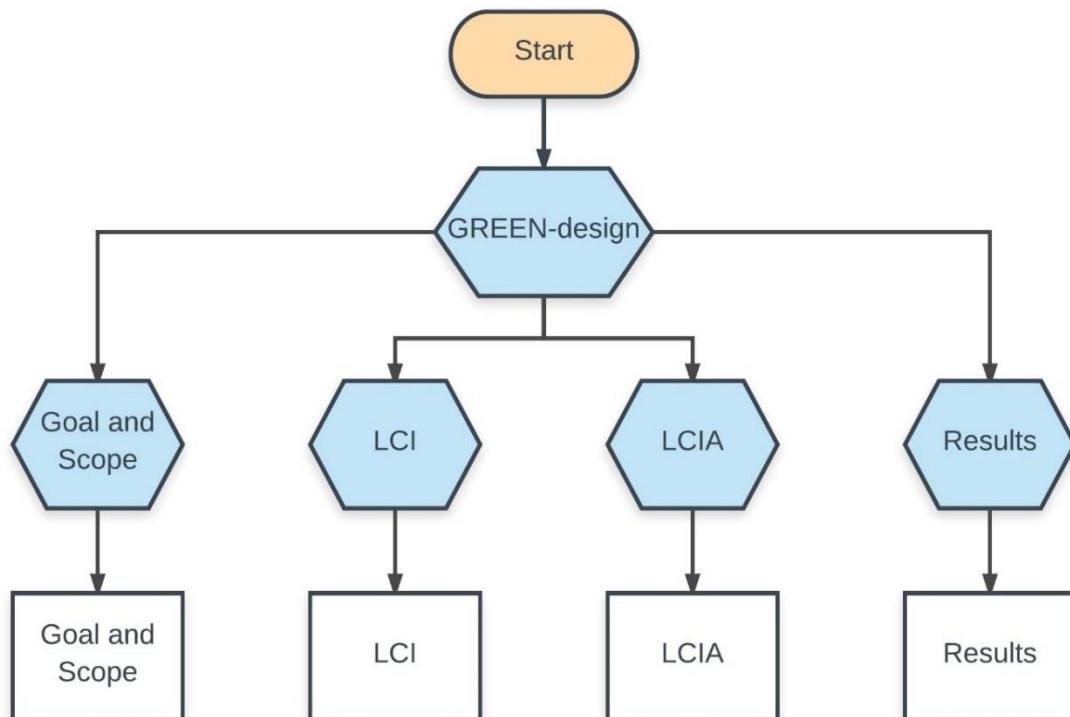 Start
GREEN-design
Goal and
Scope
LCI
LCIA
Results
Goal and
Scope
LCI
LCIA
Results